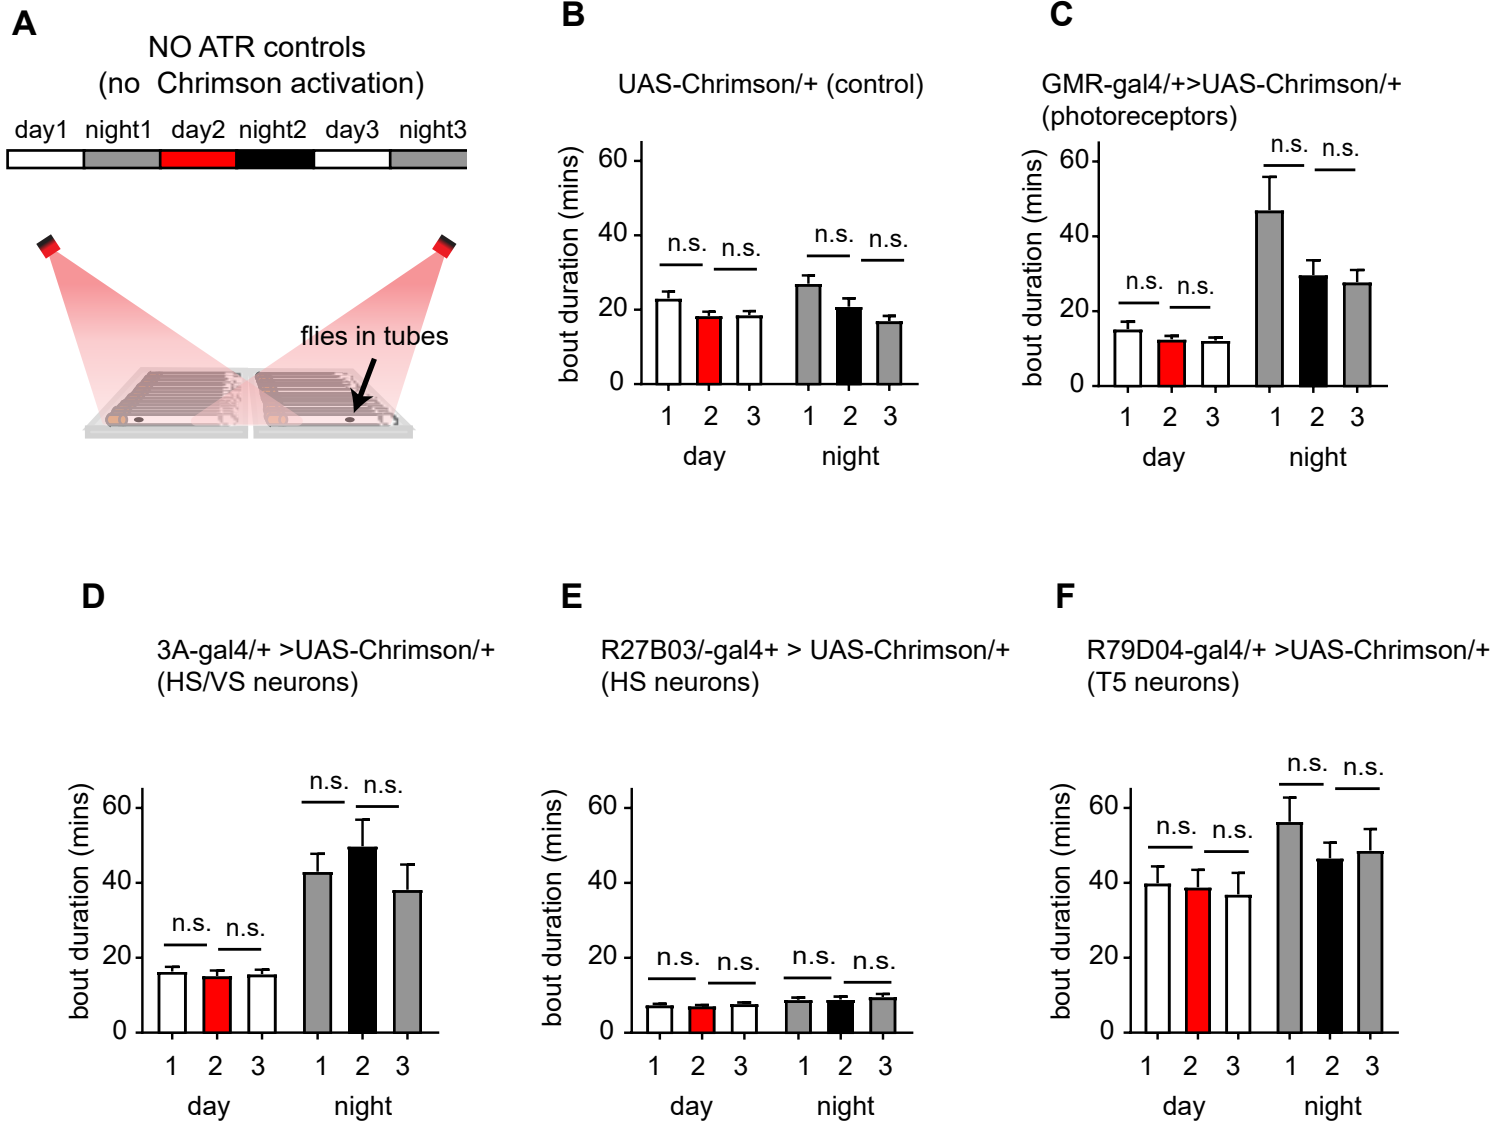 A
NO ATR controls
(no Chrimson activation)
day1 night1 day2 night2 day3 night3
flies in tubes
B
UAS-Chrimson/+ (control)
bout duration (mins)
60
40
20
0
n.s. n.s. n.s. n.s.
1 2 3 1 2 3
day night
C
GMR-gal4/+>UAS-Chrimson/+
(photoreceptors)
bout duration (mins)
60
40
20
0
n.s. n.s. n.s. n.s.
1 2 3 1 2 3
day night
D
3A-gal4/+ >UAS-Chrimson/+
(HS/VS neurons)
bout duration (mins)
60
40
20
0
n.s. n.s. n.s. n.s.
1 2 3 1 2 3
day night
E
R27B03/-gal4+ > UAS-Chrimson/+
(HS neurons)
bout duration (mins)
60
40
20
0
n.s. n.s. n.s. n.s.
1 2 3 1 2 3
day night
F
R79D04-gal4/+ >UAS-Chrimson/+
(T5 neurons)
bout duration (mins)
60
40
20
0
n.s. n.s. n.s. n.s.
1 2 3 1 2 3
day night